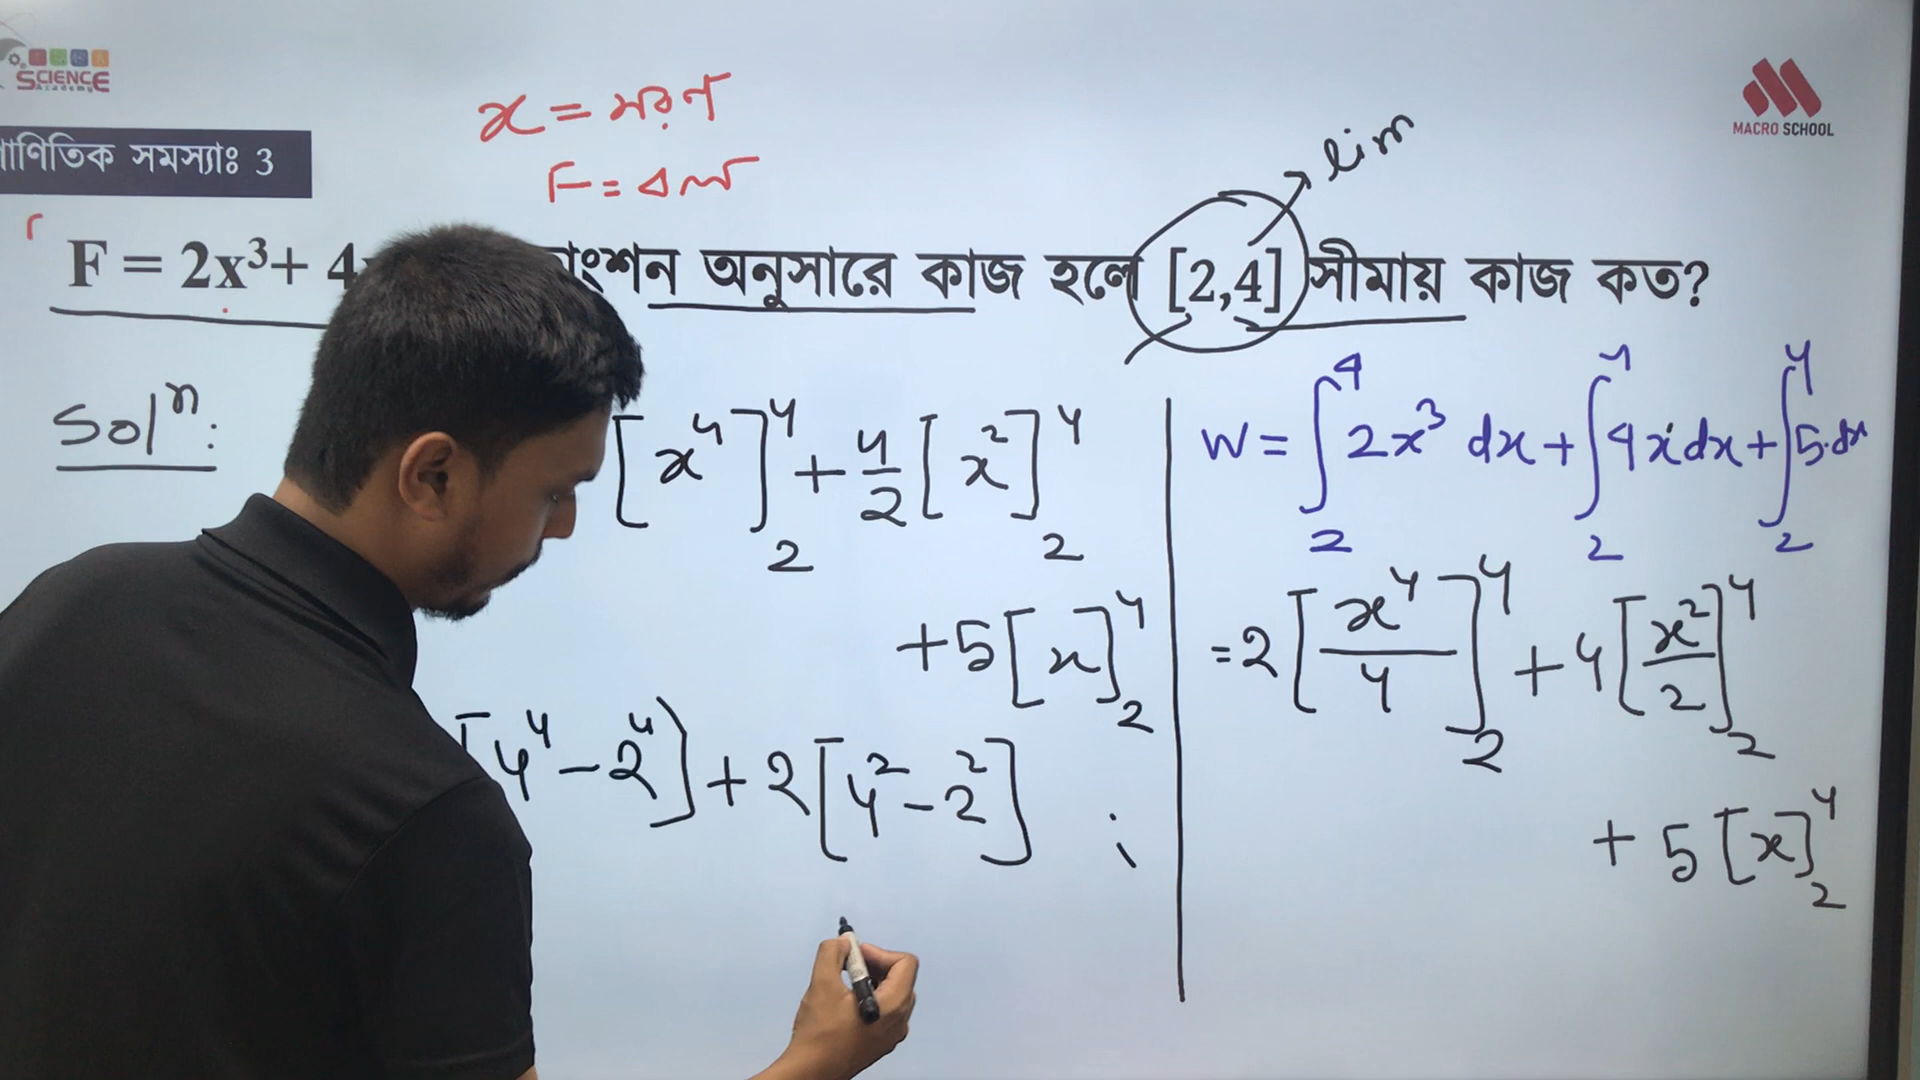 SCIENCE
Academy
MACRO SCHOOL
গাণিতিক সমস্যাঃ 3
x = সরণ
F = বল
lim
F = 2x³+ 4 অনুসারে কাজ হলে [2,4] সীমায় কাজ কত?
Solⁿ:
[x⁴]₂⁴ + 4/2 [x²]₂⁴
+5[x]₂⁴
[4⁴ – 2⁴] + 2[4² – 2²]
W = ∫₂⁴ 2x³ dx + ∫₂⁴ 4x dx + ∫₂⁴ 5.dx
= 2[x⁴/4]₂⁴ + 4[x²/2]₂⁴
+ 5[x]₂⁴